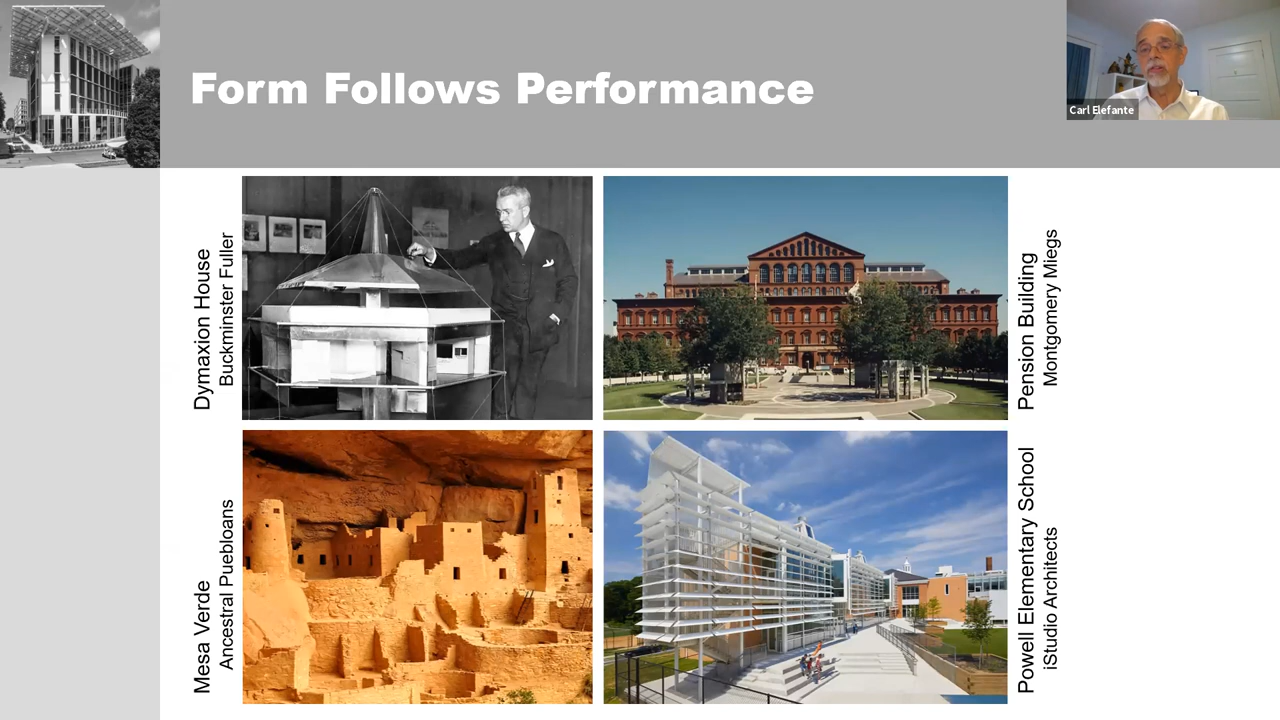 Form Follows Performance
Carl Elefante
Dymaxion House
Buckminster Fuller
Pension Building
Montgomery Miegs
Mesa Verde
Ancestral Puebloans
Powell Elementary School
iStudio Architects